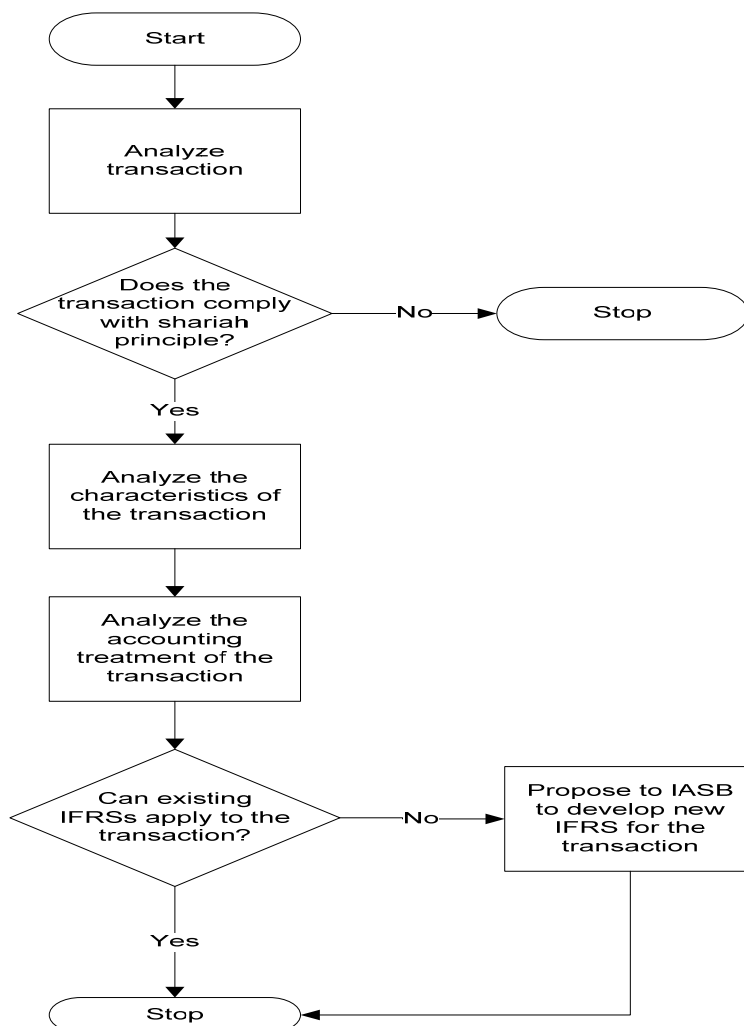 Start
Analyze
transaction
Does the
transaction comply
with shariah
principle?
No
Stop
Yes
Analyze the
characteristics of
the transaction
Analyze the
accounting
treatment of the
transaction
Can existing
IFRSs apply to the
transaction?
No
Propose to IASB
to develop new
IFRS for the
transaction
Yes
Stop